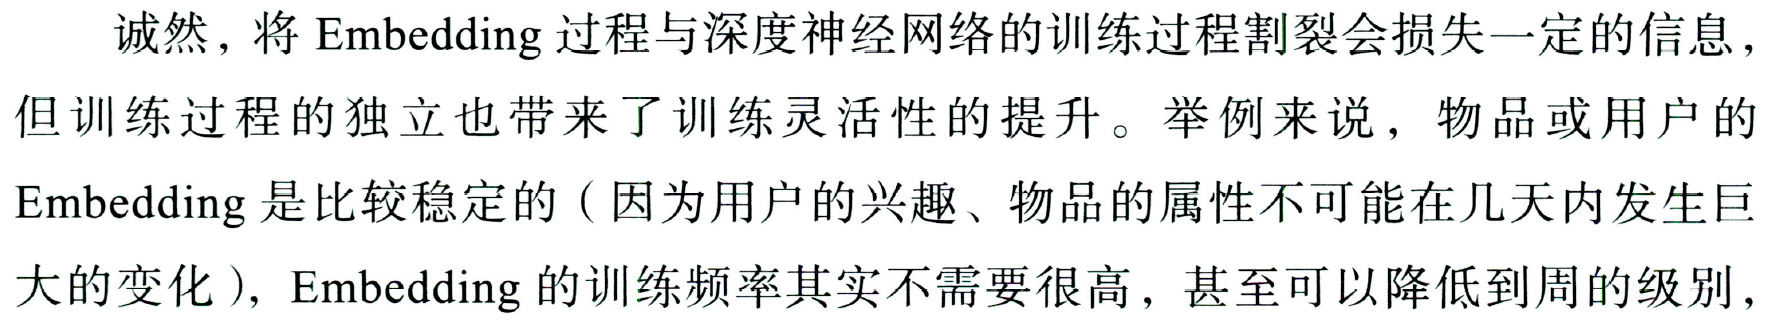 诚然，将 Embedding 过程与深度神经网络的训练过程割裂会损失一定的信息，
但训练过程的独立也带来了训练灵活性的提升。举例来说，物品或用户的
Embedding 是比较稳定的（因为用户的兴趣、物品的属性不可能在几天内发生巨
大的变化），Embedding 的训练频率其实不需要很高，甚至可以降低到周的级别，